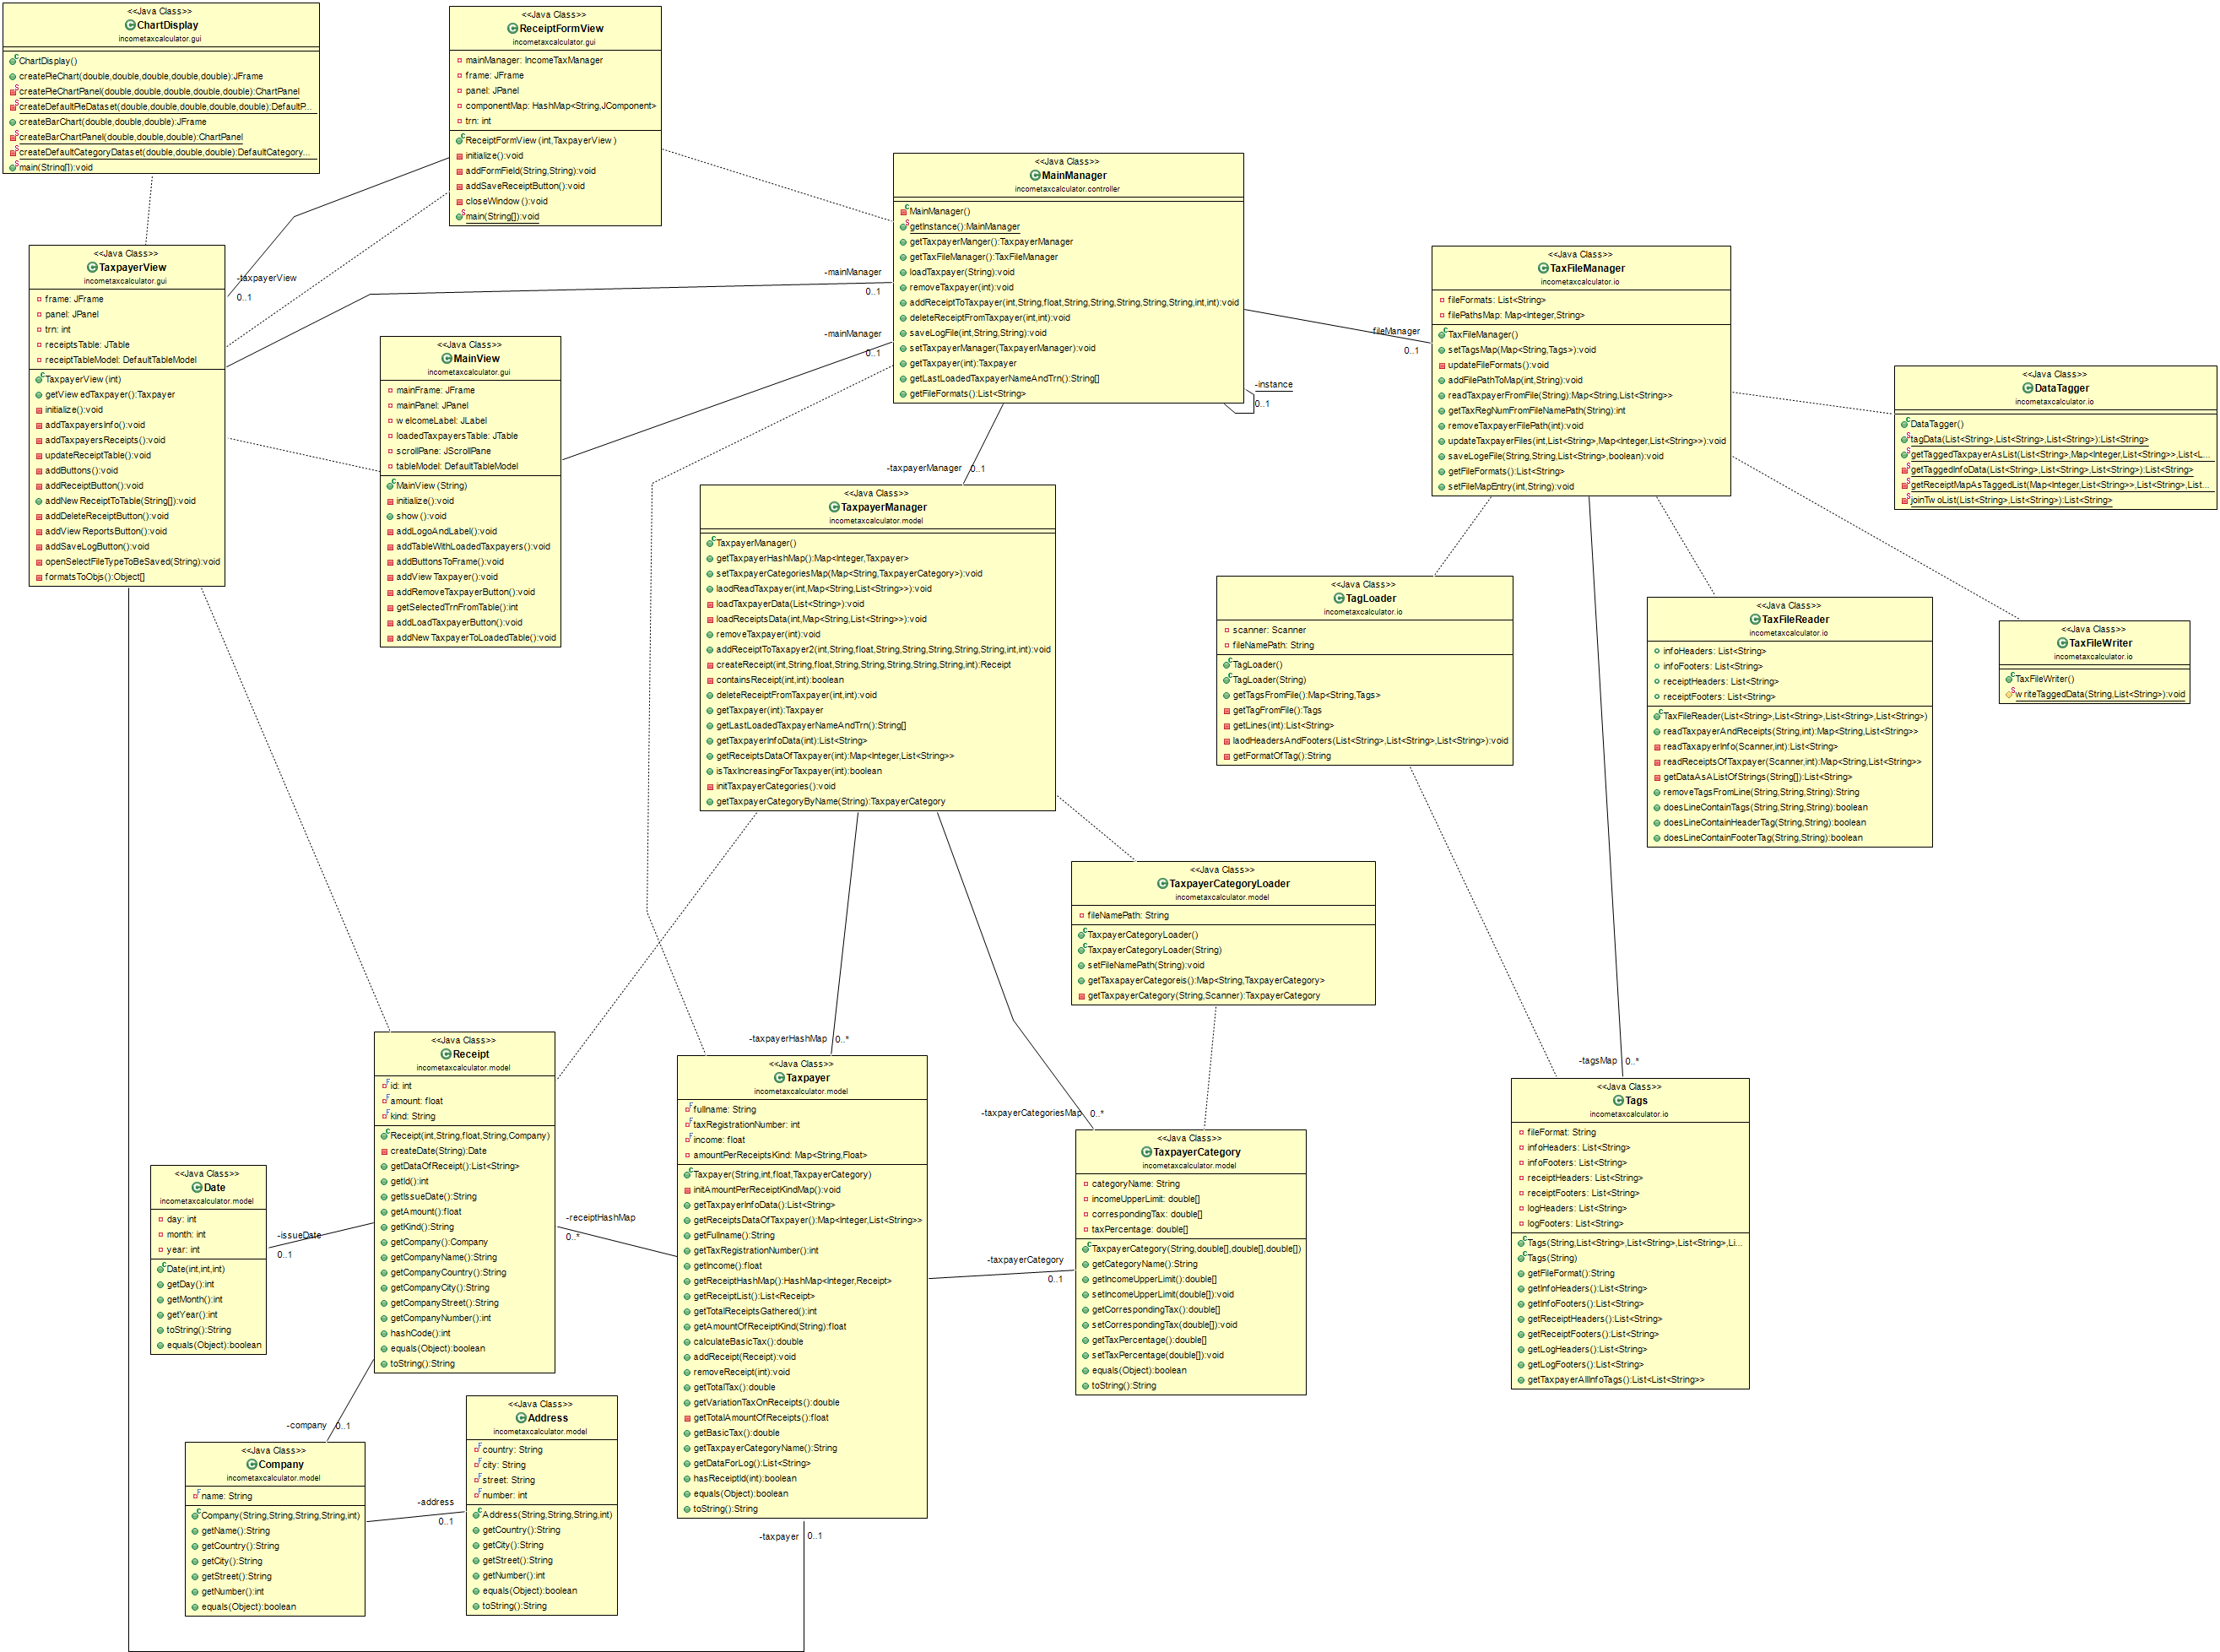 <<Java Class>>
ChartDisplay
incometaxcalculator.gui
ChartDisplay()
createPieChart(double,double,double,double,double):JFrame
createPieChartPanel(double,double,double,double,double):ChartPanel
createDefaultPieDataset(double,double,double,double,double):DefaultP...
createBarChart(double,double,double):JFrame
createBarChartPanel(double,double,double):ChartPanel
createDefaultCategoryDataset(double,double,double):DefaultCategory...
main(String[]):void
<<Java Class>>
ReceiptFormView
incometaxcalculator.gui
mainManager: IncomeTaxManager
frame: JFrame
panel: JPanel
componentMap: HashMap<String,JComponent>
trn: int
ReceiptFormView(int,TaxpayerView)
initialize():void
addFormField(String,String):void
addSaveReceiptButton():void
closeWindow():void
main(String[]):void
<<Java Class>>
MainManager
incometaxcalculator.controller
MainManager()
getInstance():MainManager
getTaxpayerManger():TaxpayerManager
getTaxFileManager():TaxFileManager
loadTaxpayer(String):void
removeTaxpayer(int):void
addReceiptToTaxpayer(int,String,float,String,String,String,String,String,int,int):void
deleteReceiptFromTaxpayer(int,int):void
saveLogFile(int,String,String):void
setTaxpayerManager(TaxpayerManager):void
getTaxpayer(int):Taxpayer
getLastLoadedTaxpayerNameAndTrn():String[]
getFileFormats():List<String>
<<Java Class>>
TaxpayerView
incometaxcalculator.gui
frame: JFrame
panel: JPanel
trn: int
receiptsTable: JTable
receiptTableModel: DefaultTableModel
TaxpayerView(int)
getViewedTaxpayer():Taxpayer
initialize():void
addTaxpayersInfo():void
addTaxpayersReceipts():void
updateReceiptTable():void
addButtons():void
addReceiptButton():void
addNewReceiptToTable(String[]):void
addDeleteReceiptButton():void
addViewReportsButton():void
addSaveLogButton():void
openSelectFileTypeToBeSaved(String):void
formatsToObjs():Object[]
-taxpayerView
0..1
-mainManager
0..1
-mainManager
0..1
-instance
0..1
fileManager
0..1
-taxpayerManager
0..1
<<Java Class>>
MainView
incometaxcalculator.gui
mainFrame: JFrame
mainPanel: JPanel
welcomeLabel: JLabel
loadedTaxpayersTable: JTable
scrollPane: JScrollPane
tableModel: DefaultTableModel
MainView(String)
initialize():void
show():void
addLogoAndLabel():void
addTableWithLoadedTaxpayers():void
addButtonsToFrame():void
addViewTaxpayer():void
addRemoveTaxpayerButton():void
getSelectedTrnFromTable():int
addLoadTaxpayerButton():void
addNewTaxpayerToLoadedTable():void
<<Java Class>>
TaxFileManager
incometaxcalculator.io
fileFormats: List<String>
filePathsMap: Map<Integer,String>
TaxFileManager()
setTagsMap(Map<String,Tags>):void
updateFileFormats():void
addFilePathToMap(int,String):void
readTaxpayerFromFile(String):Map<String,List<String>>
getTaxRegNumFromFileNamePath(String):int
removeTaxpayerFilePath(int):void
updateTaxpayerFiles(int,List<String>,Map<Integer,List<String>>):void
saveLogeFile(String,String,List<String>,boolean):void
getFileFormats():List<String>
setFileMapEntry(int,String):void
<<Java Class>>
DataTagger
incometaxcalculator.io
DataTagger()
tagData(List<String>,List<String>,List<String>):List<String>
getTaggedTaxpayerAsList(List<String>,Map<Integer,List<String>>,List<L...
getTaggedInfoData(List<String>,List<String>,List<String>):List<String>
getReceiptMapAsTaggedList(Map<Integer,List<String>>,List<String>,List...
joinTwoList(List<String>,List<String>):List<String>
<<Java Class>>
TaxpayerManager
incometaxcalculator.model
TaxpayerManager()
getTaxpayerHashMap():Map<Integer,Taxpayer>
setTaxpayerCategoriesMap(Map<String,TaxpayerCategory>):void
laodReadTaxpayer(int,Map<String,List<String>>):void
loadTaxpayerData(List<String>):void
loadReceiptsData(int,Map<String,List<String>>):void
removeTaxpayer(int):void
addReceiptToTaxapyer2(int,String,float,String,String,String,String,String,int,int):void
createReceipt(int,String,float,String,String,String,String,String,int):Receipt
containsReceipt(int,int):boolean
deleteReceiptFromTaxpayer(int,int):void
getTaxpayer(int):Taxpayer
getLastLoadedTaxpayerNameAndTrn():String[]
getTaxpayerInfoData(int):List<String>
getReceiptsDataOfTaxpayer(int):Map<Integer,List<String>>
isTaxIncreasingForTaxpayer(int):boolean
initTaxpayerCategories():void
getTaxpayerCategoryByName(String):TaxpayerCategory
<<Java Class>>
TagLoader
incometaxcalculator.io
scanner: Scanner
fileNamePath: String
TagLoader()
TagLoader(String)
getTagsFromFile():Map<String,Tags>
getTagFromFile():Tags
getLines(int):List<String>
laodHeadersAndFooters(List<String>,List<String>,List<String>):void
getFormatOfTag():String
<<Java Class>>
TaxFileReader
incometaxcalculator.io
infoHeaders: List<String>
infoFooters: List<String>
receiptHeaders: List<String>
receiptFooters: List<String>
TaxFileReader(List<String>,List<String>,List<String>,List<String>)
readTaxpayerAndReceipts(String,int):Map<String,List<String>>
readTaxapyerInfo(Scanner,int):List<String>
readReceiptsOfTaxpayer(Scanner,int):Map<String,List<String>>
getDataAsAListOfStrings(String[]):List<String>
removeTagsFromLine(String,String,String):String
doesLineContainTags(String,String,String):boolean
doesLineContainHeaderTag(String,String):boolean
doesLineContainFooterTag(String,String):boolean
<<Java Class>>
TaxFileWriter
incometaxcalculator.io
TaxFileWriter()
writeTaggedData(String,List<String>):void
<<Java Class>>
TaxpayerCategoryLoader
incometaxcalculator.model
fileNamePath: String
TaxpayerCategoryLoader()
TaxpayerCategoryLoader(String)
setFileNamePath(String):void
getTaxapayerCategoreis():Map<String,TaxpayerCategory>
getTaxpayerCategory(String,Scanner):TaxpayerCategory
-taxpayerHashMap
0..*
-taxpayerCategoriesMap
0..*
-tagsMap
0..*
<<Java Class>>
Receipt
incometaxcalculator.model
id: int
amount: float
kind: String
Receipt(int,String,float,String,Company)
createDate(String):Date
getDataOfReceipt():List<String>
getId():int
getIssueDate():String
getAmount():float
getKind():String
getCompany():Company
getCompanyName():String
getCompanyCountry():String
getCompanyCity():String
getCompanyStreet():String
getCompanyNumber():int
hashCode():int
equals(Object):boolean
toString():String
<<Java Class>>
Taxpayer
incometaxcalculator.model
fullname: String
taxRegistrationNumber: int
income: float
amountPerReceiptsKind: Map<String,Float>
Taxpayer(String,int,float,TaxpayerCategory)
initAmountPerReceiptKindMap():void
getTaxpayerInfoData():List<String>
getReceiptsDataOfTaxpayer():Map<Integer,List<String>>
getFullname():String
getTaxRegistrationNumber():int
getIncome():float
getReceiptHashMap():HashMap<Integer,Receipt>
getReceiptList():List<Receipt>
getTotalReceiptsGathered():int
getAmountOfReceiptKind(String):float
calculateBasicTax():double
addReceipt(Receipt):void
removeReceipt(int):void
getTotalTax():double
getVariationTaxOnReceipts():double
getTotalAmountOfReceipts():float
getBasicTax():double
getTaxpayerCategoryName():String
getDataForLog():List<String>
hasReceiptId(int):boolean
equals(Object):boolean
toString():String
<<Java Class>>
TaxpayerCategory
incometaxcalculator.model
categoryName: String
incomeUpperLimit: double[]
correspondingTax: double[]
taxPercentage: double[]
TaxpayerCategory(String,double[],double[],double[])
getCategoryName():String
getIncomeUpperLimit():double[]
setIncomeUpperLimit(double[]):void
getCorrespondingTax():double[]
setCorrespondingTax(double[]):void
getTaxPercentage():double[]
setTaxPercentage(double[]):void
equals(Object):boolean
toString():String
<<Java Class>>
Tags
incometaxcalculator.io
fileFormat: String
infoHeaders: List<String>
infoFooters: List<String>
receiptHeaders: List<String>
receiptFooters: List<String>
logHeaders: List<String>
logFooters: List<String>
Tags(String,List<String>,List<String>,List<String>,Li...
Tags(String)
getFileFormat():String
getInfoHeaders():List<String>
getInfoFooters():List<String>
getReceiptHeaders():List<String>
getReceiptFooters():List<String>
getLogHeaders():List<String>
getLogFooters():List<String>
getTaxpayerAllInfoTags():List<List<String>>
<<Java Class>>
Date
incometaxcalculator.model
day: int
month: int
year: int
Date(int,int,int)
getDay():int
getMonth():int
getYear():int
toString():String
equals(Object):boolean
-issueDate
0..1
-receiptHashMap
0..*
-taxpayerCategory
0..1
-company
0..1
<<Java Class>>
Company
incometaxcalculator.model
name: String
Company(String,String,String,String,int)
getName():String
getCountry():String
getCity():String
getStreet():String
getNumber():int
equals(Object):boolean
-address
0..1
<<Java Class>>
Address
incometaxcalculator.model
country: String
city: String
street: String
number: int
Address(String,String,String,int)
getCountry():String
getCity():String
getStreet():String
getNumber():int
equals(Object):boolean
toString():String
-taxpayer
0..1